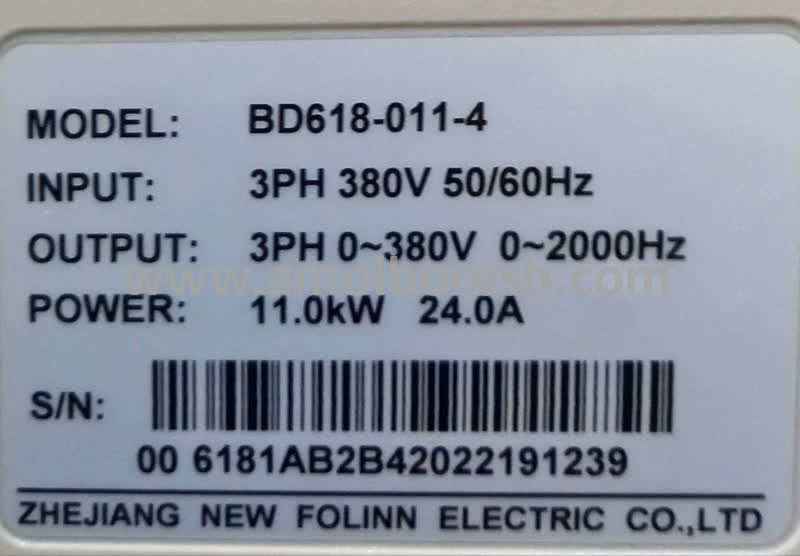 MODEL: BD618-011-4
INPUT: 3PH 380V 50/60Hz
OUTPUT: 3PH 0~380V 0~2000Hz
www.amolboresh.com
POWER: 11.0kW 24.0A
S/N:
00 6181AB2B42022191239
ZHEJIANG NEW FOLINN ELECTRIC CO.,LTD